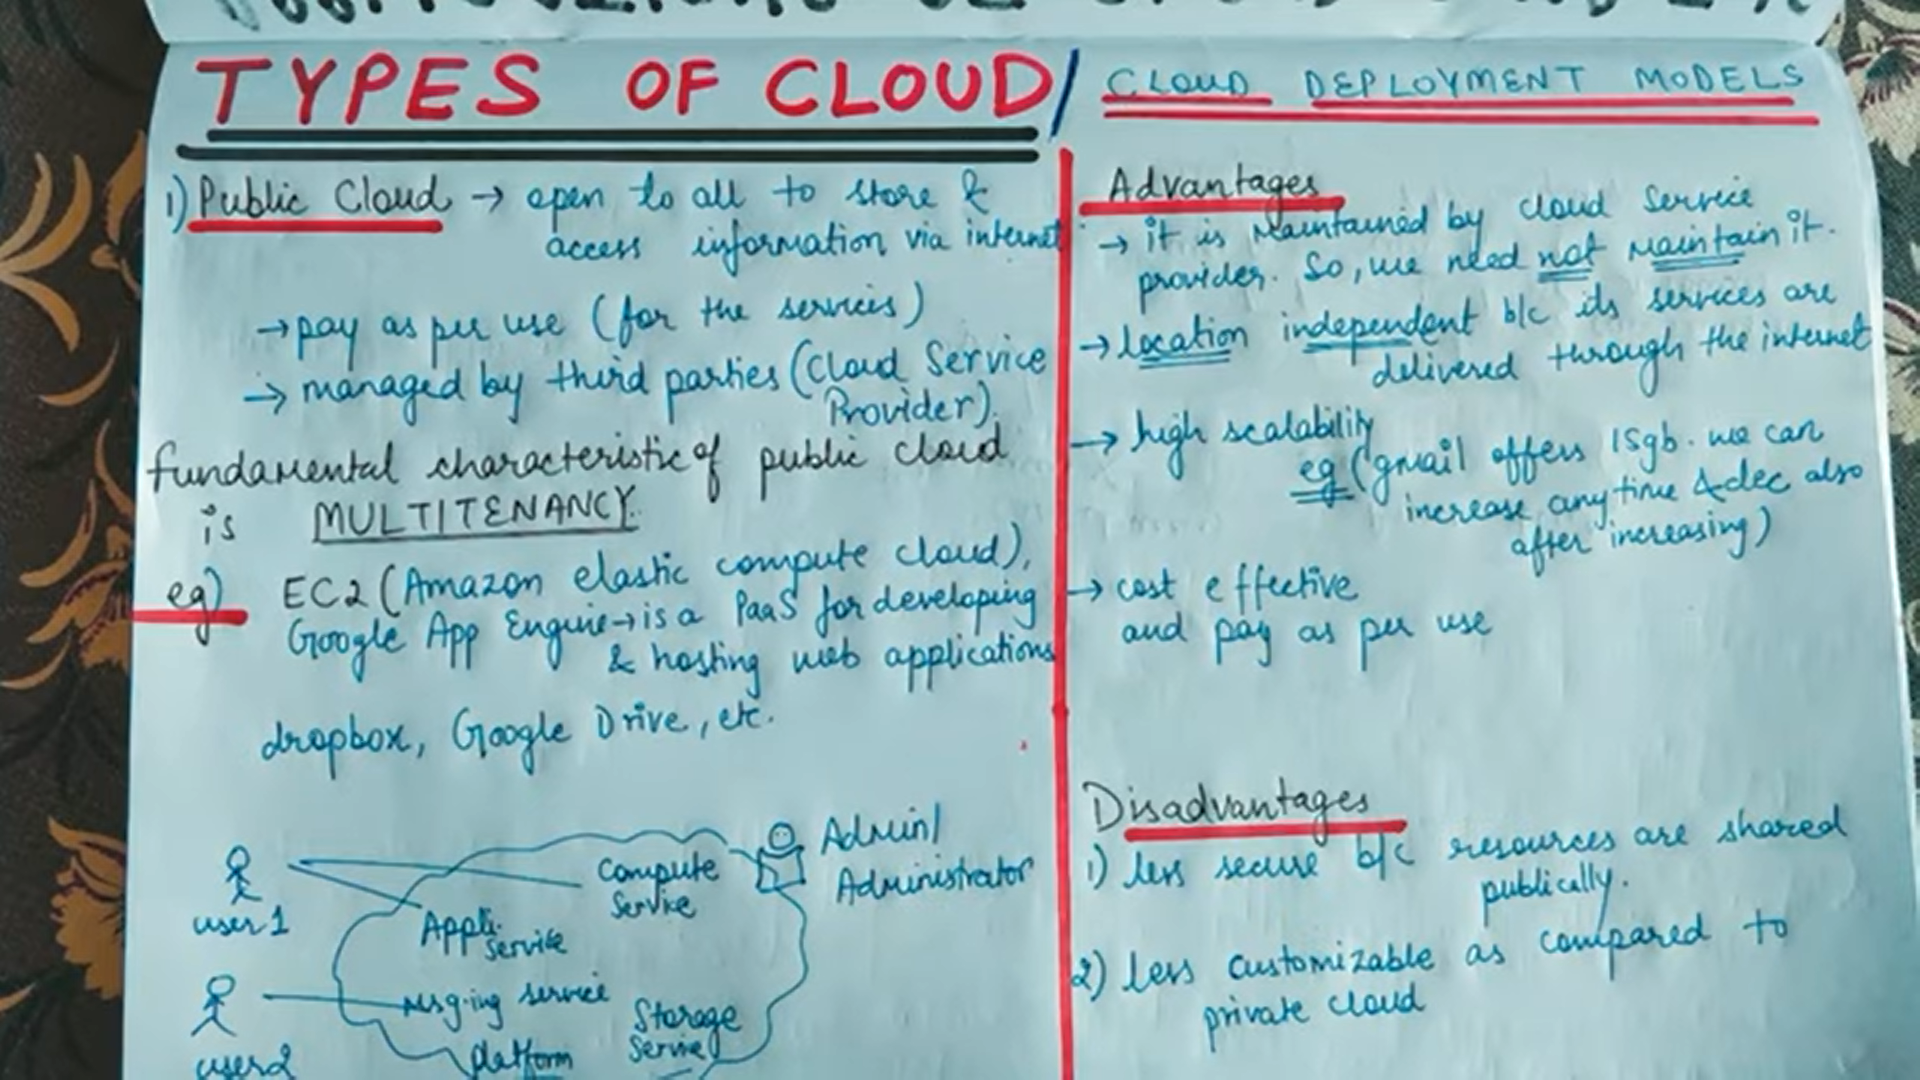 TYPES OF CLOUD/ CLOUD DEPLOYMENT MODELS
1) Public Cloud → open to all to store &
access information via internet
→ pay as per use (for the services)
→ managed by third parties (Cloud Service
Provider).
fundamental characteristic of public cloud
is MULTITENANCY.
eg) EC2 (Amazon elastic compute cloud),
Google App Engine → is a PaaS for developing
& hosting web applications
dropbox, Google Drive, etc.
user1
Appli.
Service
Compute
Service
Admin/
Administrator
user2
msg-ing service
Platform
Storage
Service
Advantages
→ it is maintained by cloud service
provider. So, we need not maintain it.
→ location independent b/c its services are
delivered through the internet
→ high scalability
eg (gmail offers 15gb. we can
increase anytime & dec also
after increasing)
→ cost effective
and pay as per use
Disadvantages
1) less secure b/c resources are shared
publically.
2) less customizable as compared to
private cloud